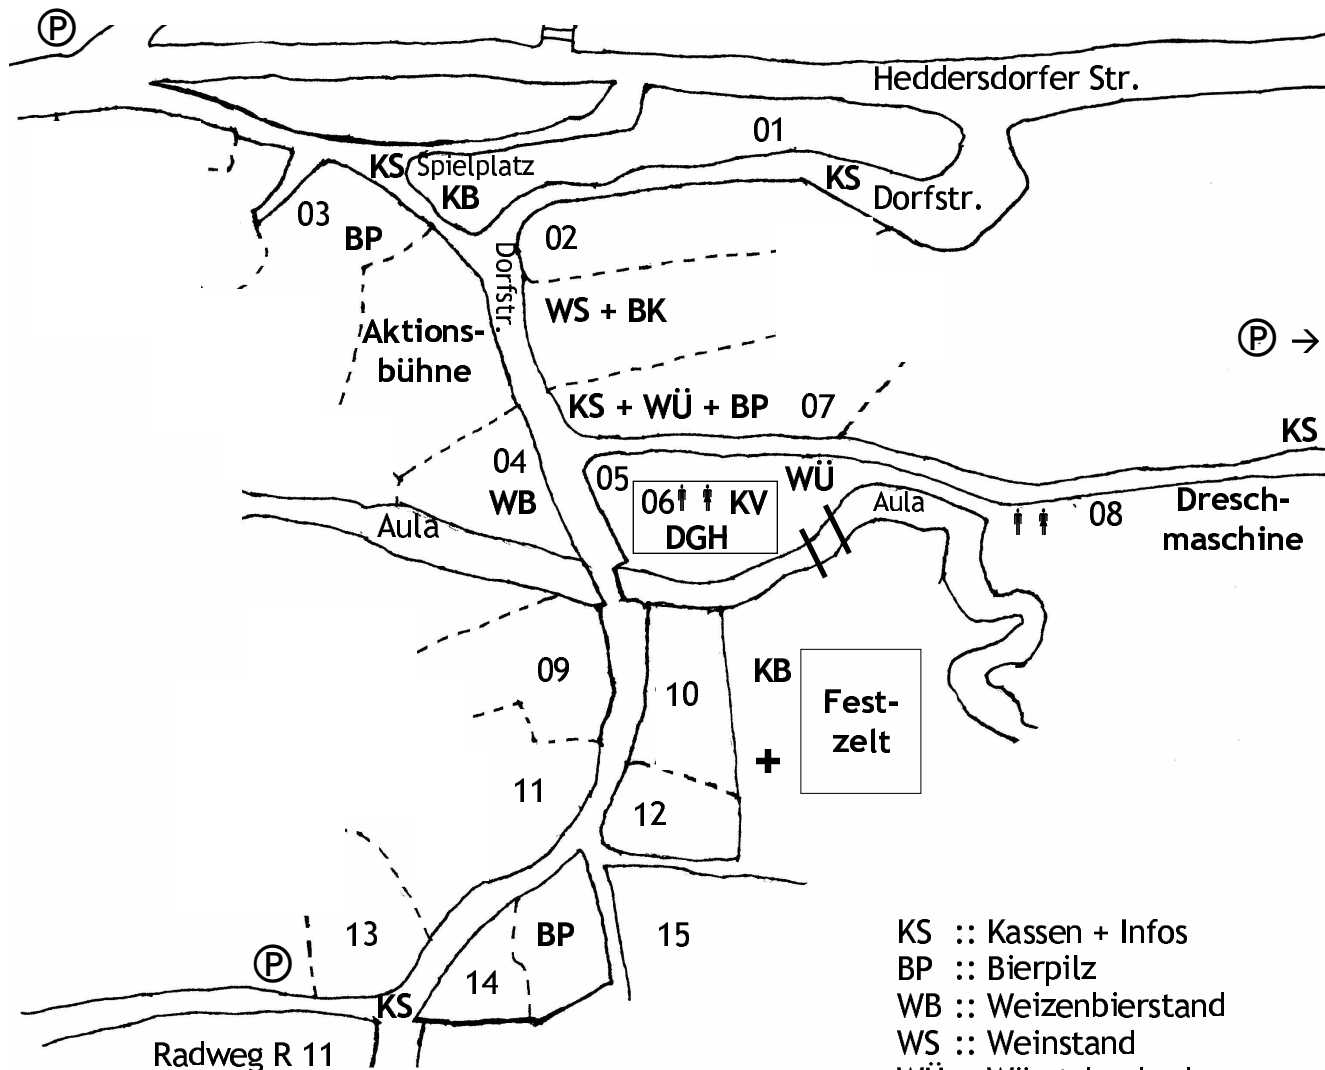 P
Heddersdorfer Str.
01
KS Spielplatz
KB
KS
Dorfstr.
03
BP
02
Dorfstr.
WS + BK
Aktions-
bühne
P →
KS + WÜ + BP 07
KS
04
WB
05
WÜ
06 KV
DGH
Aula
Aula
08
Dresch-
maschine
09
10
KB
+
Fest-
zelt
11
12
13
BP
15
14
P
KS
Radweg R 11
KS :: Kassen + Infos
BP :: Bierpilz
WB :: Weizenbierstand
WS :: Weinstand